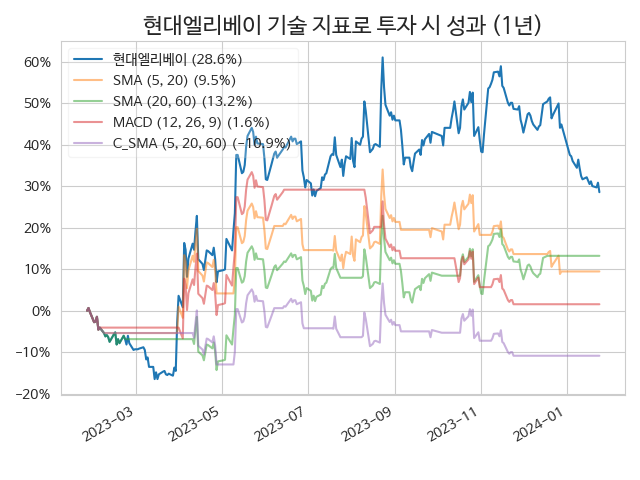 현대엘리베이 기술 지표로 투자 시 성과 (1년)
60%
50%
40%
30%
20%
10%
0%
−10%
−20%
현대엘리베이 (28.6%)
SMA (5, 20) (9.5%)
SMA (20, 60) (13.2%)
MACD (12, 26, 9) (1.6%)
C_SMA (5, 20, 60) (−10.9%)
2023−03
2023−05
2023−07
2023−09
2023−11
2024−01